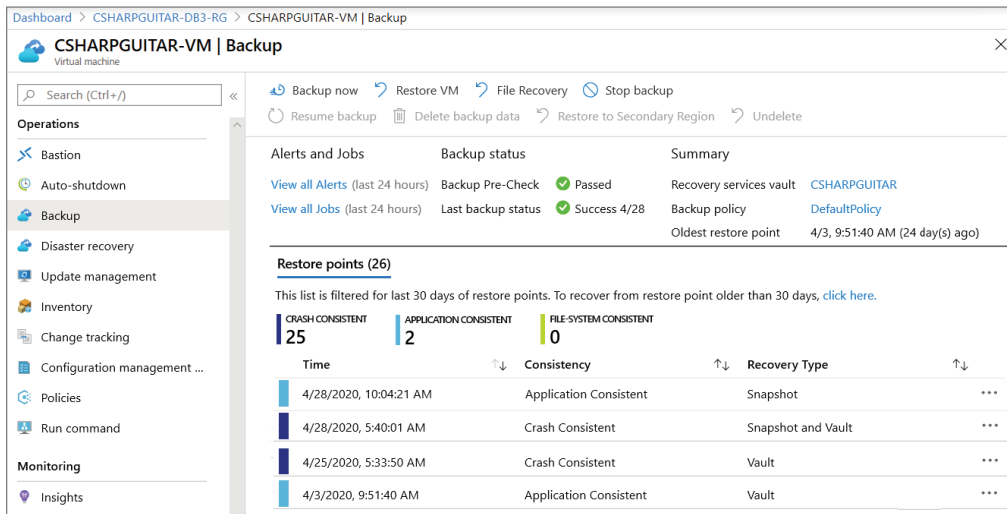 Dashboard > CSHARPGUITAR-DB3-RG > CSHARPGUITAR-VM | Backup
CSHARPGUITAR-VM | Backup
Virtual machine
Search (Ctrl+/)
Operations
Bastion
Auto-shutdown
Backup
Disaster recovery
Update management
Inventory
Change tracking
Configuration management ...
Policies
Run command
Monitoring
Insights
Backup now Restore VM File Recovery Stop backup
Resume backup Delete backup data Restore to Secondary Region Undelete
Alerts and Jobs Backup status Summary
View all Alerts (last 24 hours) Backup Pre-Check Passed Recovery services vault CSHARPGUITAR
View all Jobs (last 24 hours) Last backup status Success 4/28 Backup policy DefaultPolicy
Oldest restore point 4/3, 9:51:40 AM (24 day(s) ago)
Restore points (26)
This list is filtered for last 30 days of restore points. To recover from restore point older than 30 days, click here.
CRASH CONSISTENT APPLICATION CONSISTENT FILE-SYSTEM CONSISTENT
25 2 0
Time Consistency Recovery Type
4/28/2020, 10:04:21 AM Application Consistent Snapshot ...
4/28/2020, 5:40:01 AM Crash Consistent Snapshot and Vault ...
4/25/2020, 5:33:50 AM Crash Consistent Vault ...
4/3/2020, 9:51:40 AM Application Consistent Vault ...